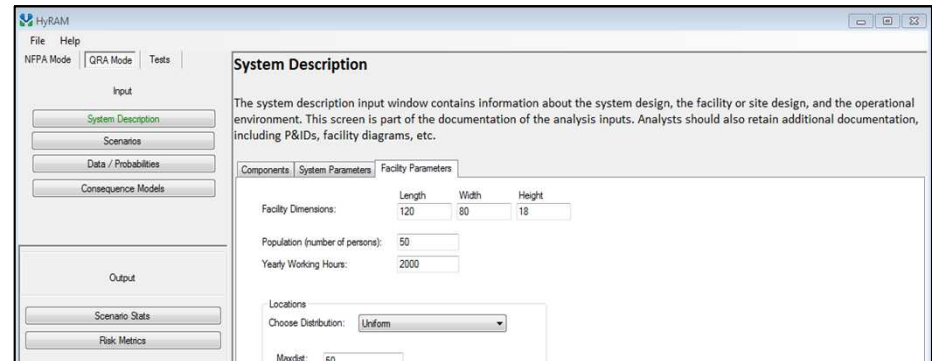 HyRAM
File Help
NFPA Mode QRA Mode Tests
Input
System Description
Scenarios
Data / Probabilities
Consequence Models
Output
Scenario Stats
Risk Metrics
System Description
The system description input window contains information about the system design, the facility or site design, and the operational
environment. This screen is part of the documentation of the analysis inputs. Analysts should also retain additional documentation,
including P&IDs, facility diagrams, etc.
Components System Parameters Facility Parameters
Length Width Height
Facility Dimensions: 120 80 18
Population (number of persons): 50
Yearly Working Hours: 2000
Locations
Choose Distribution: Uniform
Maxdist: 50